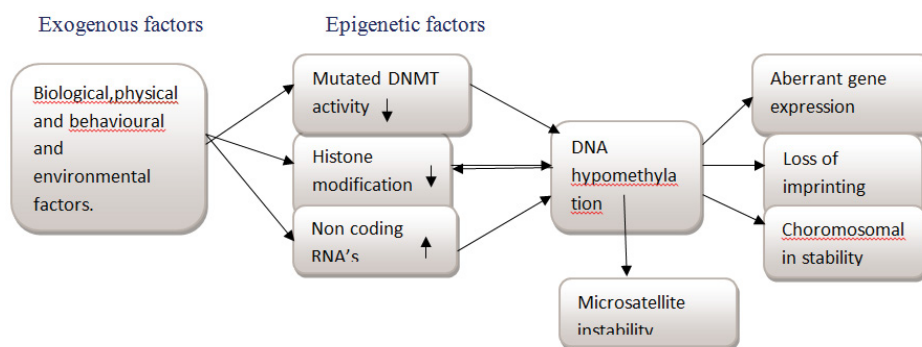 Exogenous factors
Epigenetic factors
Biological,physical
and behavioural
and
environmental
factors.
Mutated DNMT
activity
Histone
modification
Non coding
RNA's
DNA
hypomethyla
tion
Microsatellite
instability
Aberrant gene
expression
Loss of
imprinting
Choromosomal
in stability